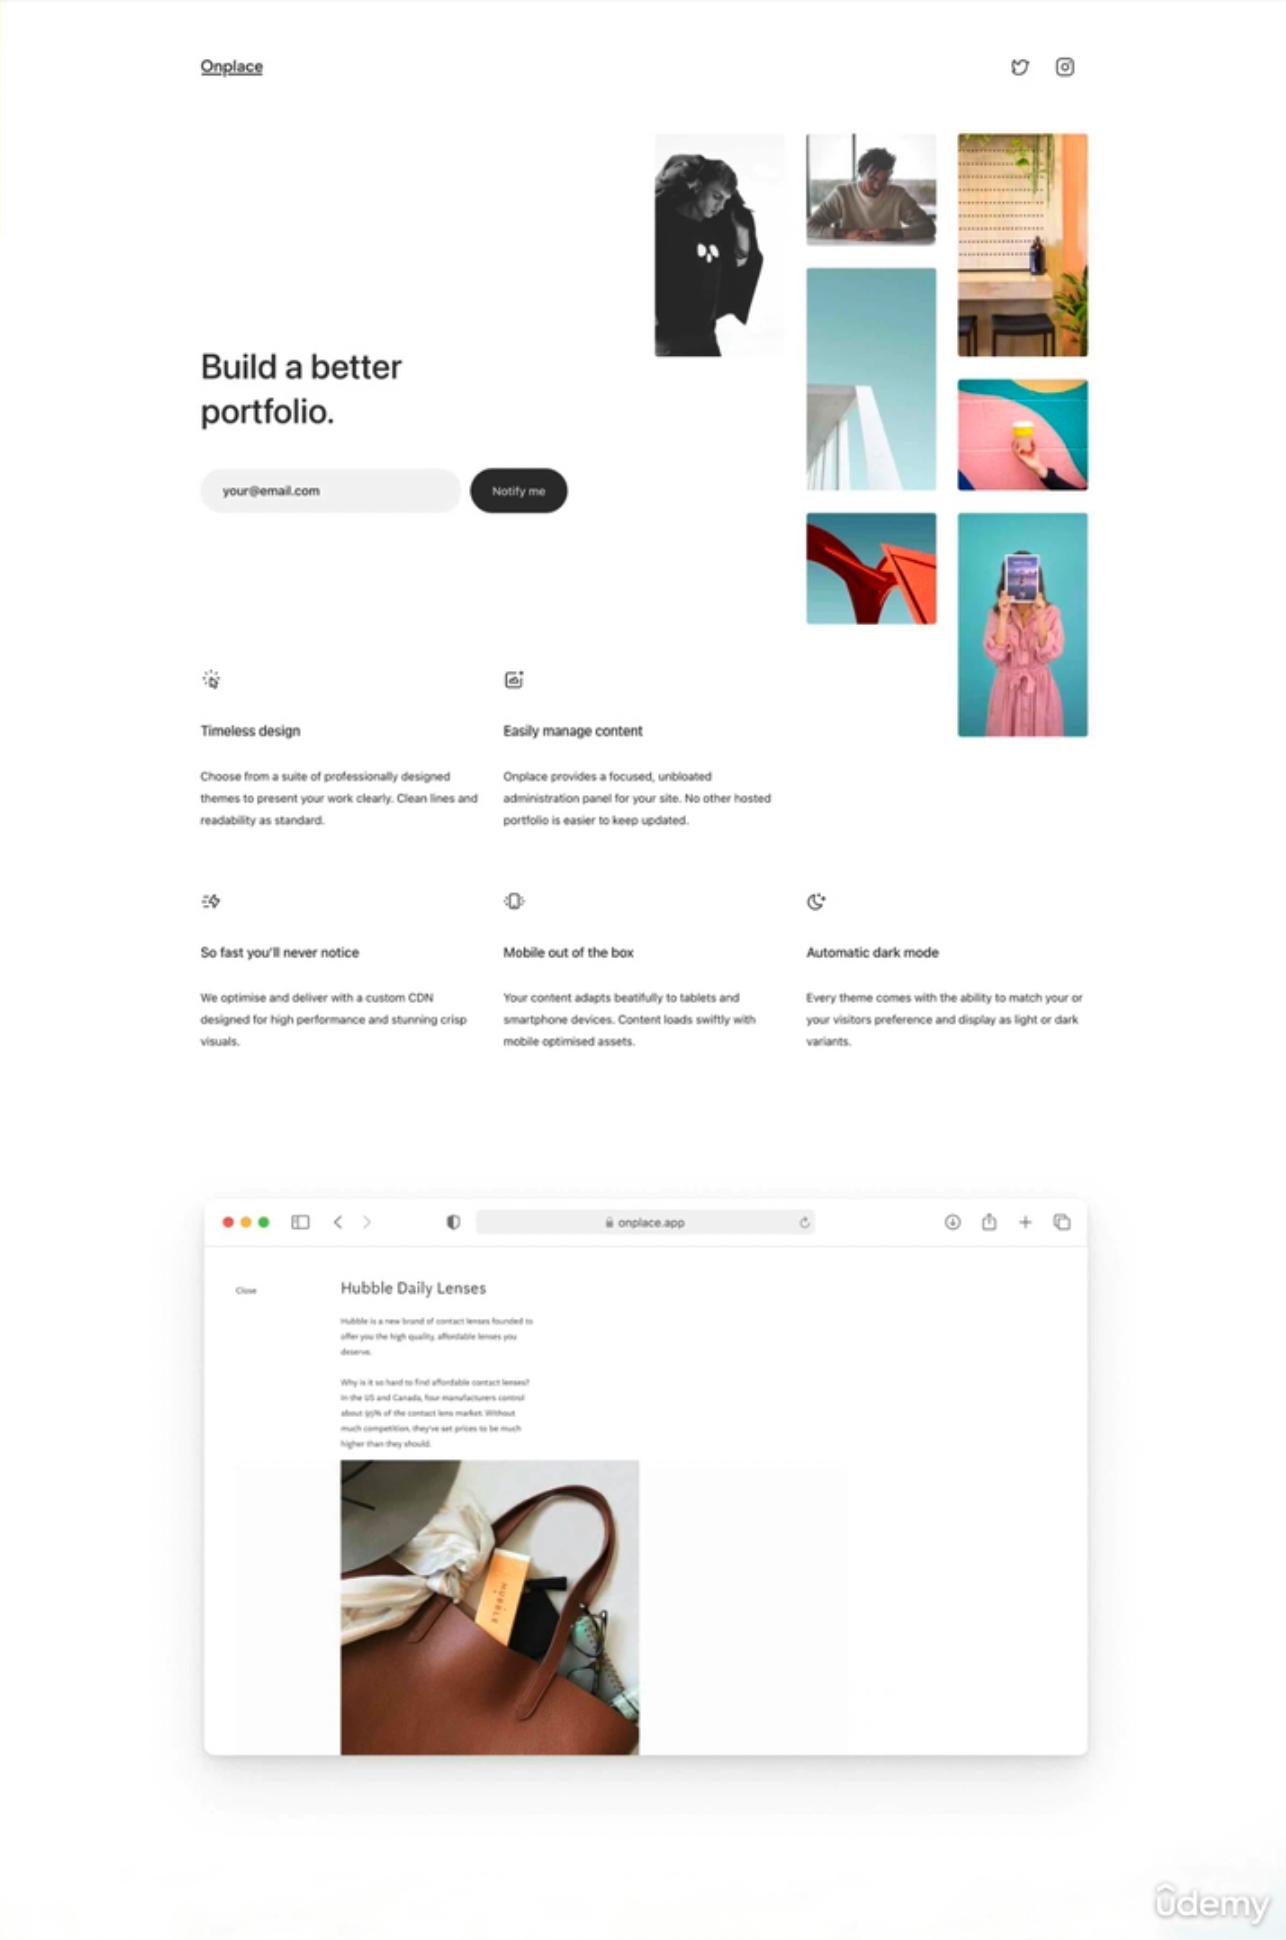 Onplace
Build a better
portfolio.
your@email.com
Notify me
Timeless design
Choose from a suite of professionally designed
themes to present your work clearly. Clean lines and
readability as standard.
Easily manage content
Onplace provides a focused, unbloated
administration panel for your site. No other hosted
portfolio is easier to keep updated.
So fast you'll never notice
We optimise and deliver with a custom CDN
designed for high performance and stunning crisp
visuals.
Mobile out of the box
Your content adapts beatifully to tablets and
smartphone devices. Content loads swiftly with
mobile optimised assets.
Automatic dark mode
Every theme comes with the ability to match your or
your visitors preference and display as light or dark
variants.
onplace.app
Close
Hubble Daily Lenses
Hubble is a new brand of contact lenses founded to
offer you the high quality, affordable lenses you
deserve.
Why is it so hard to find affordable contact lenses?
In the US and Canada, four manufacturers control
about 95% of the contact lens market. Without
much competition, they've set prices to be much
higher than they should.
HUBBLE
ûdemy